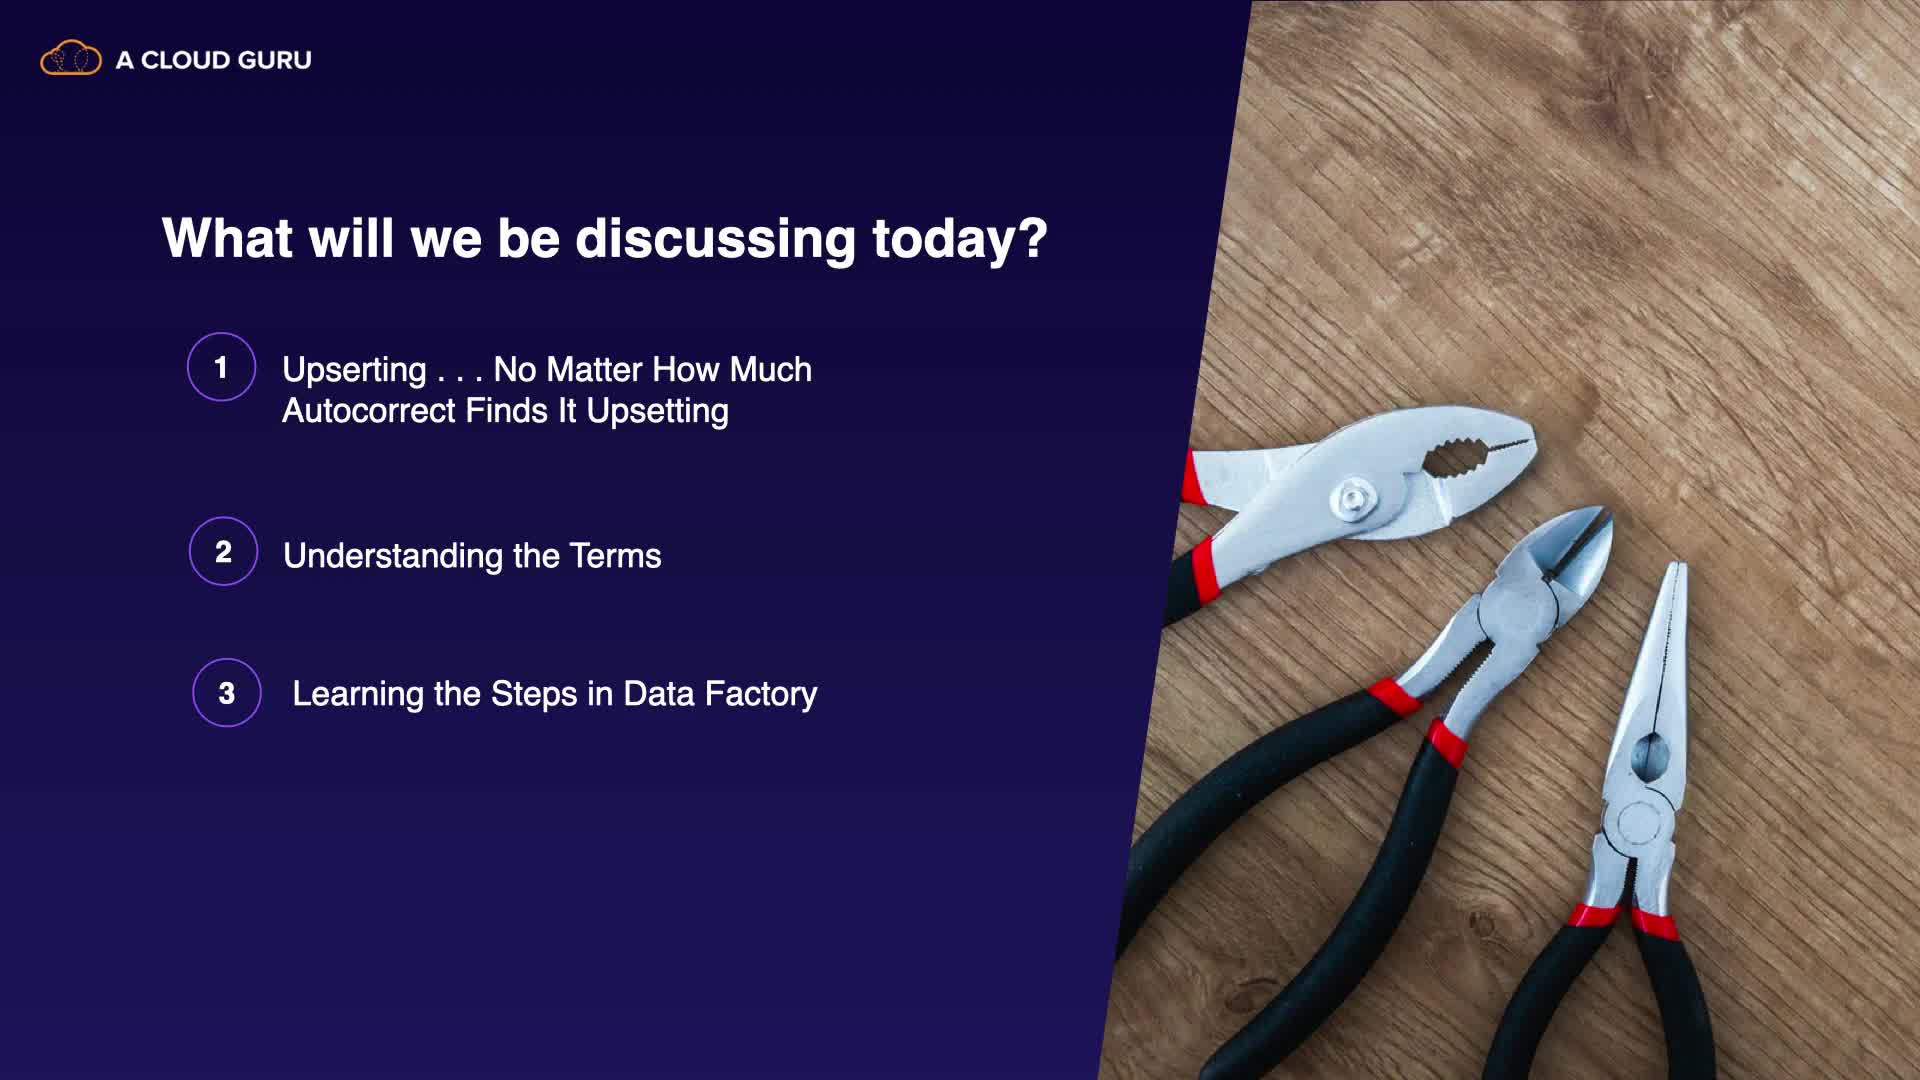 A CLOUD GURU
What will we be discussing today?
1
Upserting . . . No Matter How Much
Autocorrect Finds It Upsetting
2
Understanding the Terms
3
Learning the Steps in Data Factory